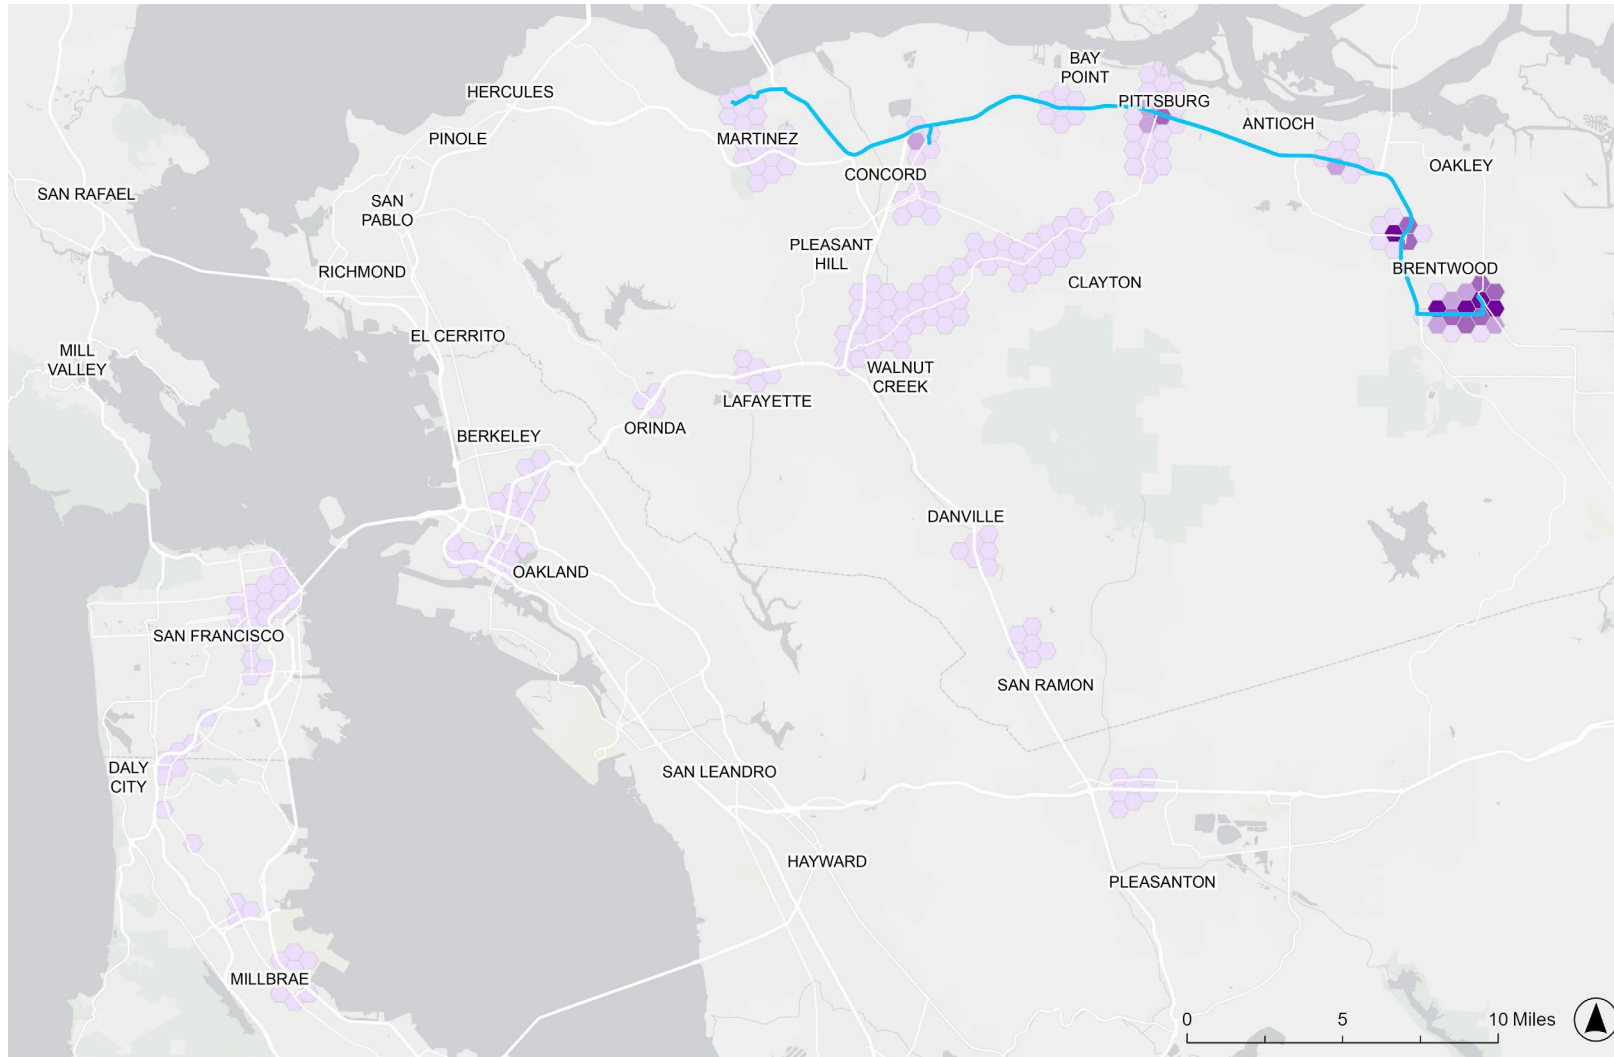 BAY
POINT
HERCULES
PITTSBURG
ANTIOCH
PINOLE
MARTINEZ
OAKLEY
CONCORD
SAN RAFAEL
SAN
PABLO
PLEASANT
HILL
RICHMOND
BRENTWOOD
CLAYTON
EL CERRITO
MILL
VALLEY
WALNUT
CREEK
LAFAYETTE
ORINDA
BERKELEY
DANVILLE
OAKLAND
SAN FRANCISCO
SAN RAMON
DALY
CITY
SAN LEANDRO
HAYWARD
PLEASANTON
MILLBRAE
0 5 10 Miles